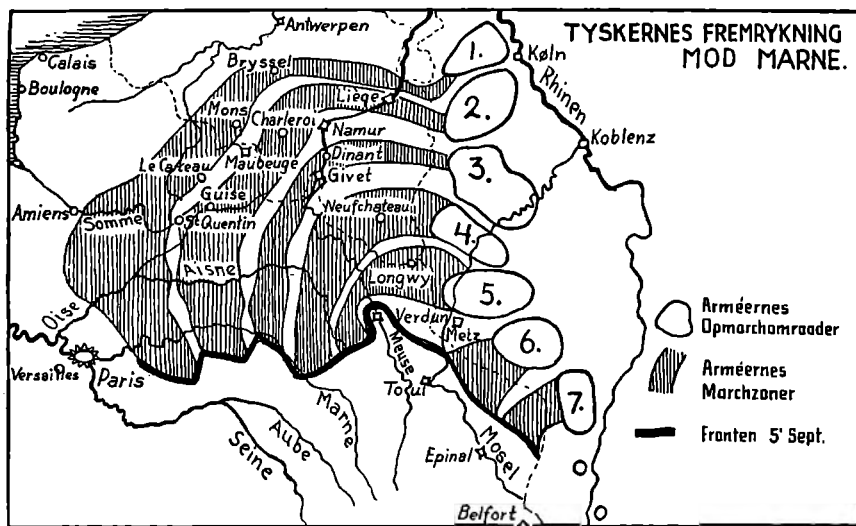 TYSKERNES FREMRYKNING
MOD MARNE.
Antwerpen
Calais
Boulogne
Bryssel
1.
Køln
Rhinen
Liège
2.
Mons
Charleroi
Namur
Koblenz
Maubeuge
Dinant
Le Cateau
Givet
3.
Guise
Amiens
Somme
St Quentin
Neufchateau
4.
Aisne
Longwy
5.
Oise
Verdun
Metz
6.
Versailles
Paris
Meuse
Toul
7.
Marne
Aube
Seine
Epinal
Mosel
Belfort
Arméernes
Opmarchomraader
Arméernes
Marchzoner
Fronten 5' Sept.